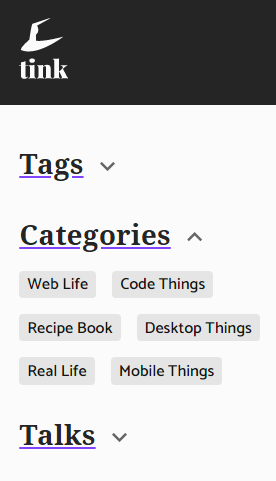 tink
Tags
Categories
Web Life Code Things
Recipe Book Desktop Things
Real Life Mobile Things
Talks